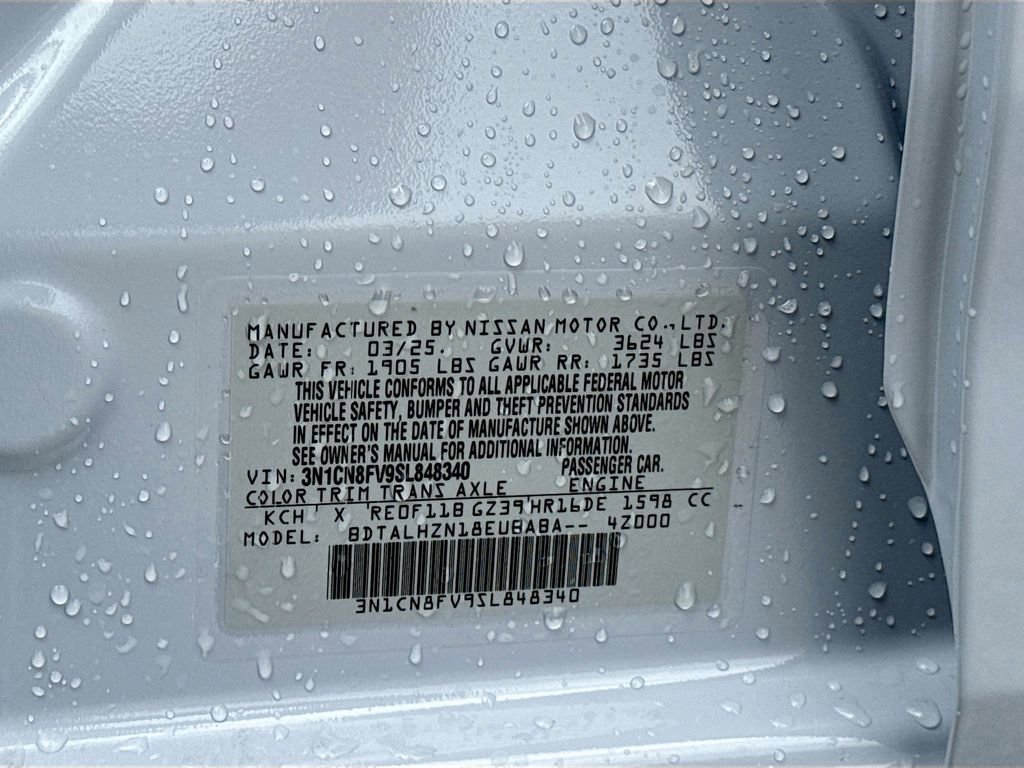 MANUFACTURED BY NISSAN MOTOR CO., LTD.
DATE: 03/25. GVWR: 3624 LBS
GAWR FR: 1905 LBS GAWR RR: 1735 LBS
THIS VEHICLE CONFORMS TO ALL APPLICABLE FEDERAL MOTOR
VEHICLE SAFETY, BUMPER AND THEFT PREVENTION STANDARDS
IN EFFECT ON THE DATE OF MANUFACTURE SHOWN ABOVE.
SEE OWNER'S MANUAL FOR ADDITIONAL INFORMATION.
VIN: 3N1CN8FV9SL848340 PASSENGER CAR.
COLOR TRIM TRANS AXLE ENGINE
KCH ' X ' RE0F11B GZ39'HR16DE 1598 CC
MODEL: BDTALHZN18EUBABA-- 4Z000
3N1CN8FV9SL848340